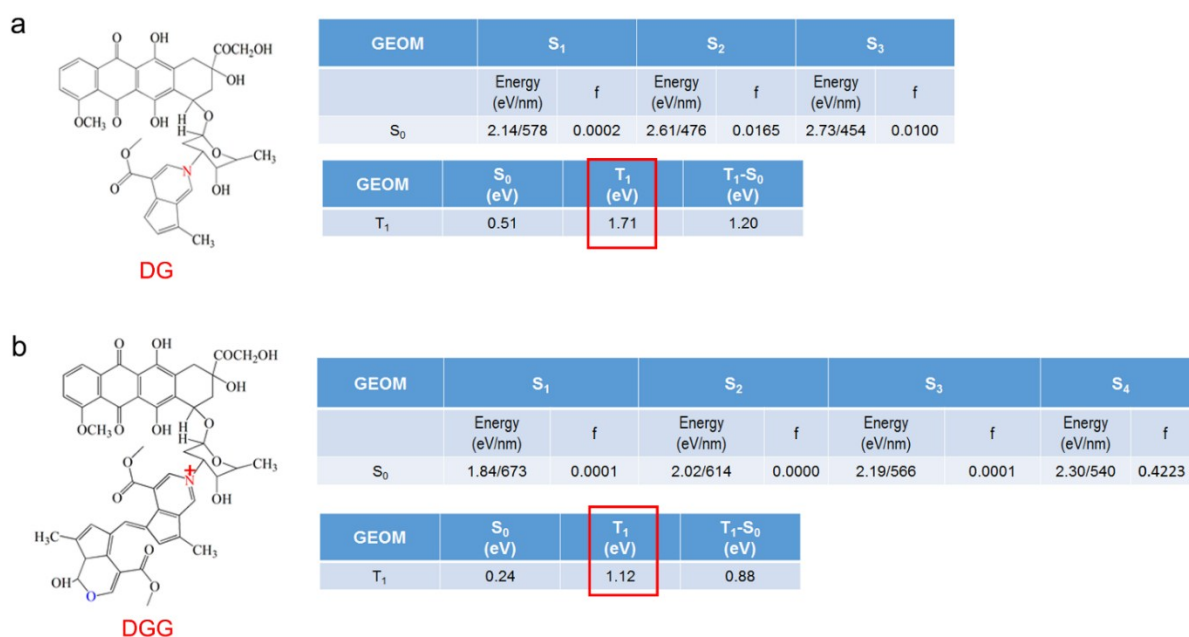 a
O OH COCH₂OH
OH
OCH₃ O OH H O
H
O
O N O CH₃
OH
CH₃
DG
GEOM S₁ S₂ S₃
Energy (eV/nm) f Energy (eV/nm) f Energy (eV/nm) f
S₀ 2.14/578 0.0002 2.61/476 0.0165 2.73/454 0.0100
GEOM S₀ (eV) T₁ (eV) T₁-S₀ (eV)
T₁ 0.51 1.71 1.20
b
O OH COCH₂OH
OH
OCH₃ O OH H O
H O
O + CH₃
O N OH
H₃C CH₃
OH O O
O
DGG
GEOM S₁ S₂ S₃ S₄
Energy (eV/nm) f Energy (eV/nm) f Energy (eV/nm) f Energy (eV/nm) f
S₀ 1.84/673 0.0001 2.02/614 0.0000 2.19/566 0.0001 2.30/540 0.4223
GEOM S₀ (eV) T₁ (eV) T₁-S₀ (eV)
T₁ 0.24 1.12 0.88